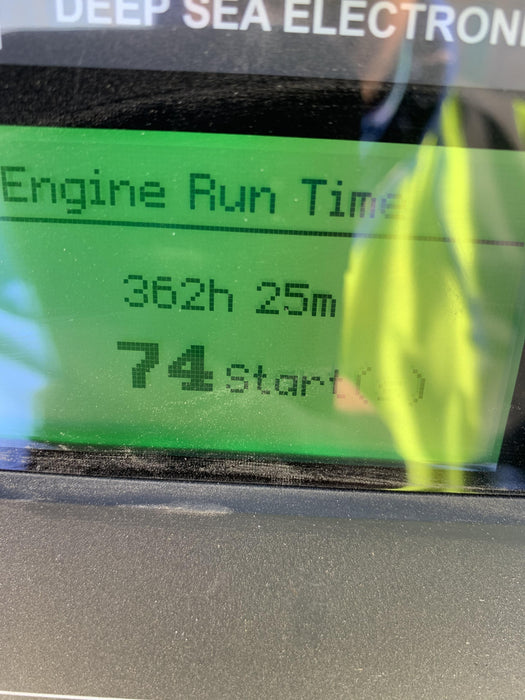 DEEP SEA ELECTRONI
Engine Run Time
362h 25m
74 Start(s)